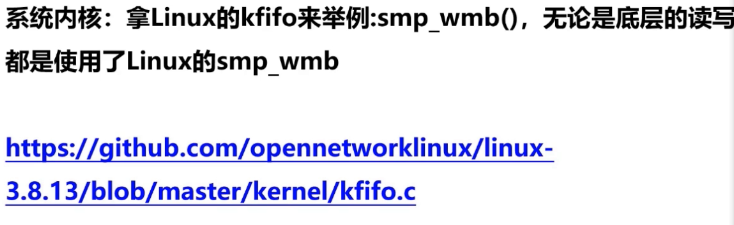 系统内核：拿Linux的kfifo来举例:smp_wmb()，无论是底层的读写
都是使用了Linux的smp_wmb
https://github.com/opennetworklinux/linux-
3.8.13/blob/master/kernel/kfifo.c